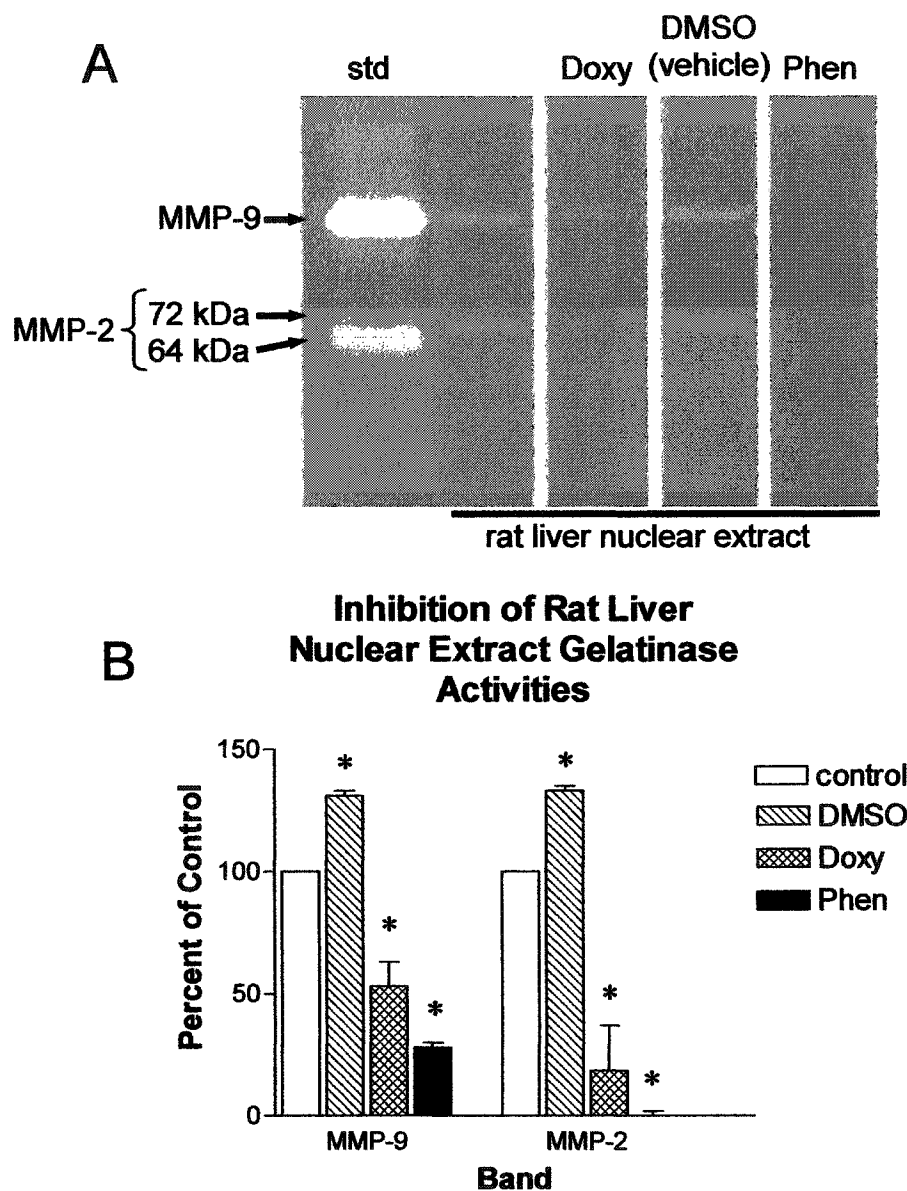 A
std
Doxy
DMSO
(vehicle)
Phen
MMP-9
MMP-2
72 kDa
64 kDa
rat liver nuclear extract
B
Inhibition of Rat Liver
Nuclear Extract Gelatinase
Activities
Percent of Control
150
100
50
0
*
*
*
*
*
*
*
*
MMP-9
MMP-2
Band
control
DMSO
Doxy
Phen